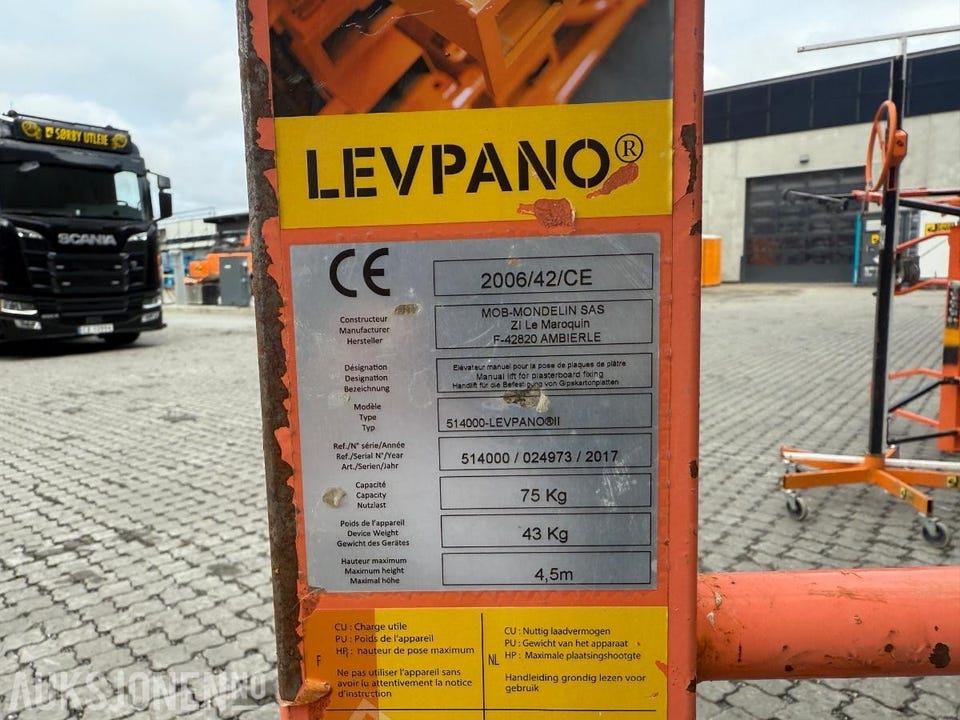 SØRBY UTLEIE
SCANIA
LEVPANO®
CE
2006/42/CE
Constructeur
Manufacturer
Hersteller
MOB-MONDELIN SAS
ZI Le Maroquin
F-42820 AMBIERLE
Désignation
Designation
Bezeichnung
Elévateur manuel pour la pose de plaques de plâtre
Manual lift for plasterboard fixing
Handlift für die Befestigung von Gipskartonplatten
Modèle
Type
Typ
514000-LEVPANO®II
Ref./N° série/Année
Ref./Serial N°/Year
Art./Serien/Jahr
514000 / 024973 / 2017
Capacité
Capacity
Nutzlast
75 Kg
Poids de l'appareil
Device Weight
Gewicht des Gerätes
43 Kg
Hauteur maximum
Maximum height
Maximal höhe
4,5m
F
CU : Charge utile
PU : Poids de l'appareil
HP : hauteur de pose maximum
Ne pas utiliser l'appareil sans
avoir lu attentivement la notice
d'instruction
NL
CU : Nuttig laadvermogen
PU : Gewicht van het apparaat
HP : Maximale plaatsingshoogte
Handleiding grondig lezen voor
gebruik
AUKSJONEN.NO